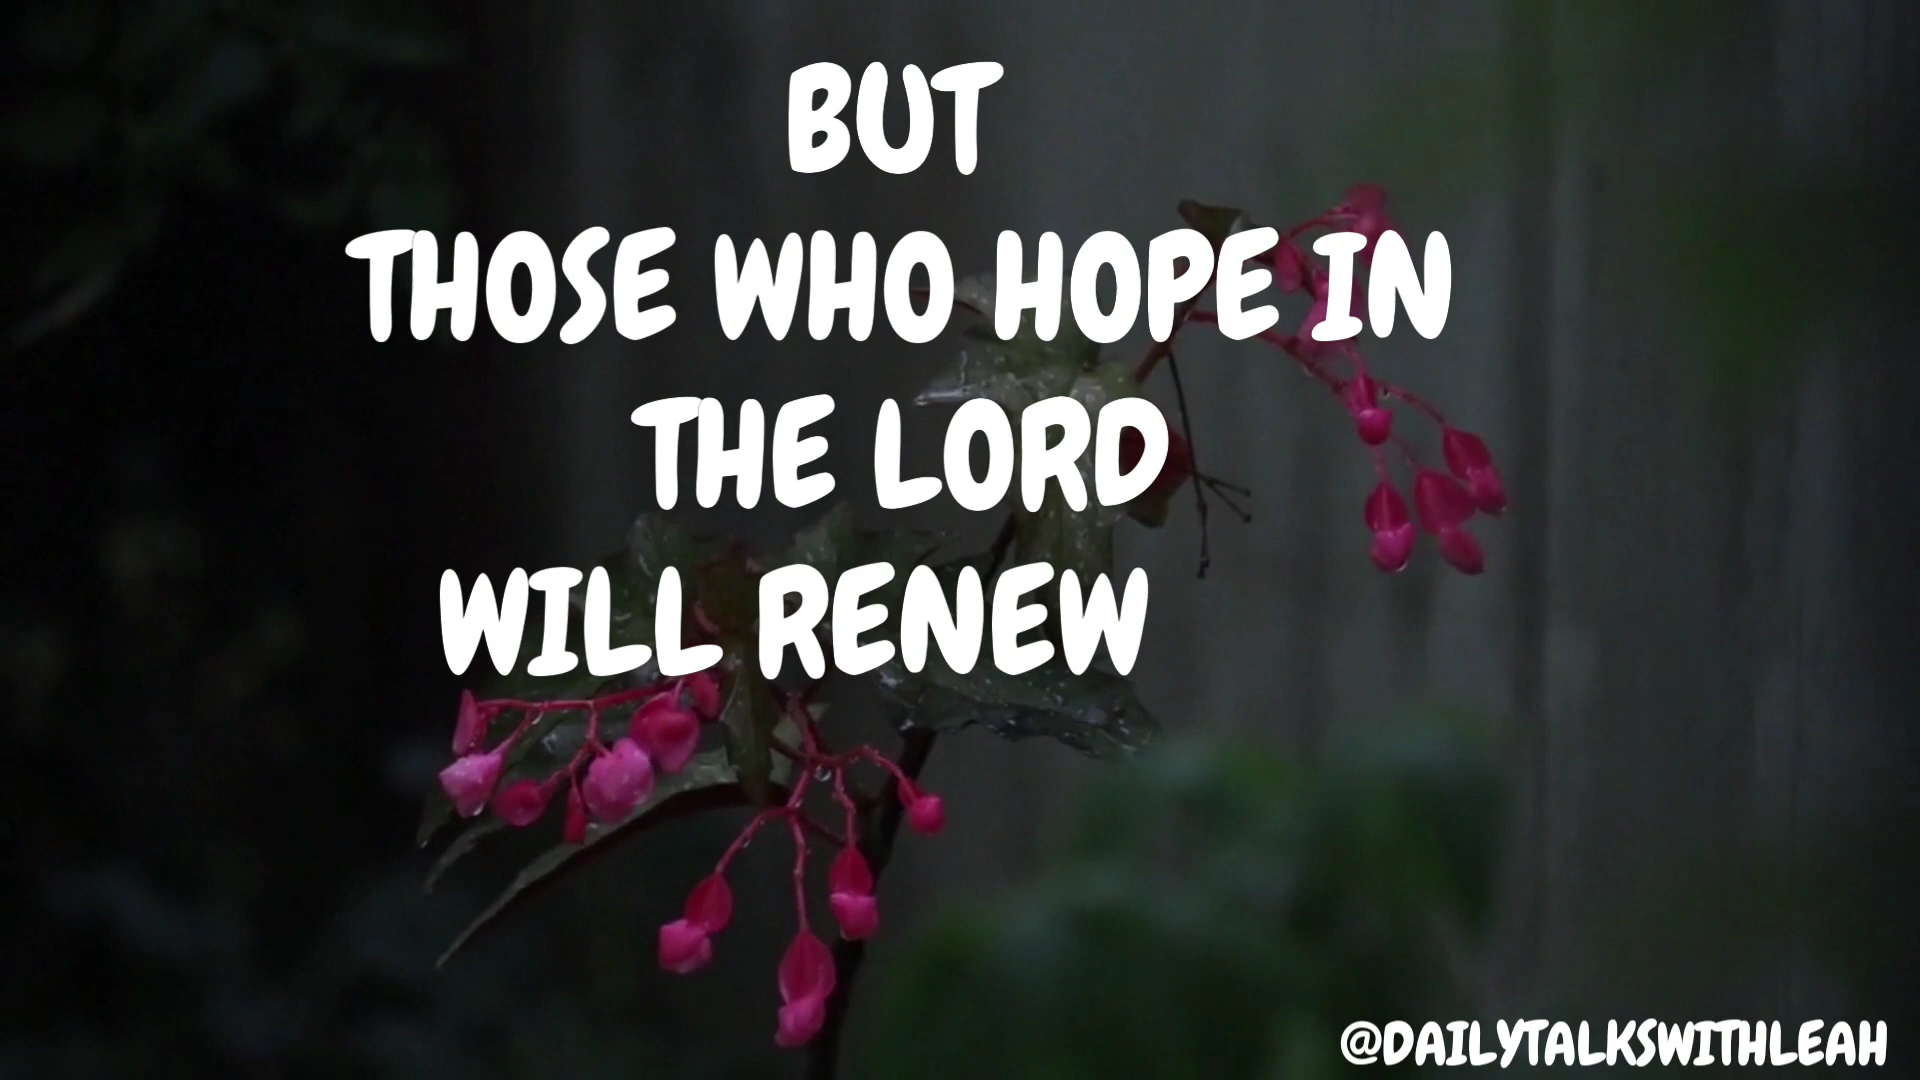 BUT
THOSE WHO HOPE IN
THE LORD
WILL RENEW
@DAILYTALKSWITHLEAH